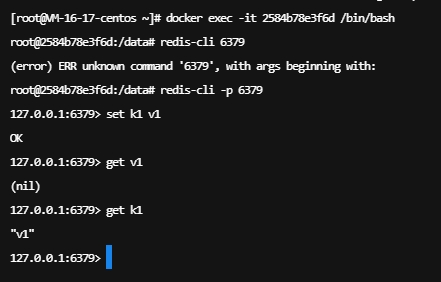 [root@VM-16-17-centos ~]# docker exec -it 2584b78e3f6d /bin/bash
root@2584b78e3f6d:/data# redis-cli 6379
(error) ERR unknown command '6379', with args beginning with:
root@2584b78e3f6d:/data# redis-cli -p 6379
127.0.0.1:6379> set k1 v1
OK
127.0.0.1:6379> get v1
(nil)
127.0.0.1:6379> get k1
"v1"
127.0.0.1:6379>